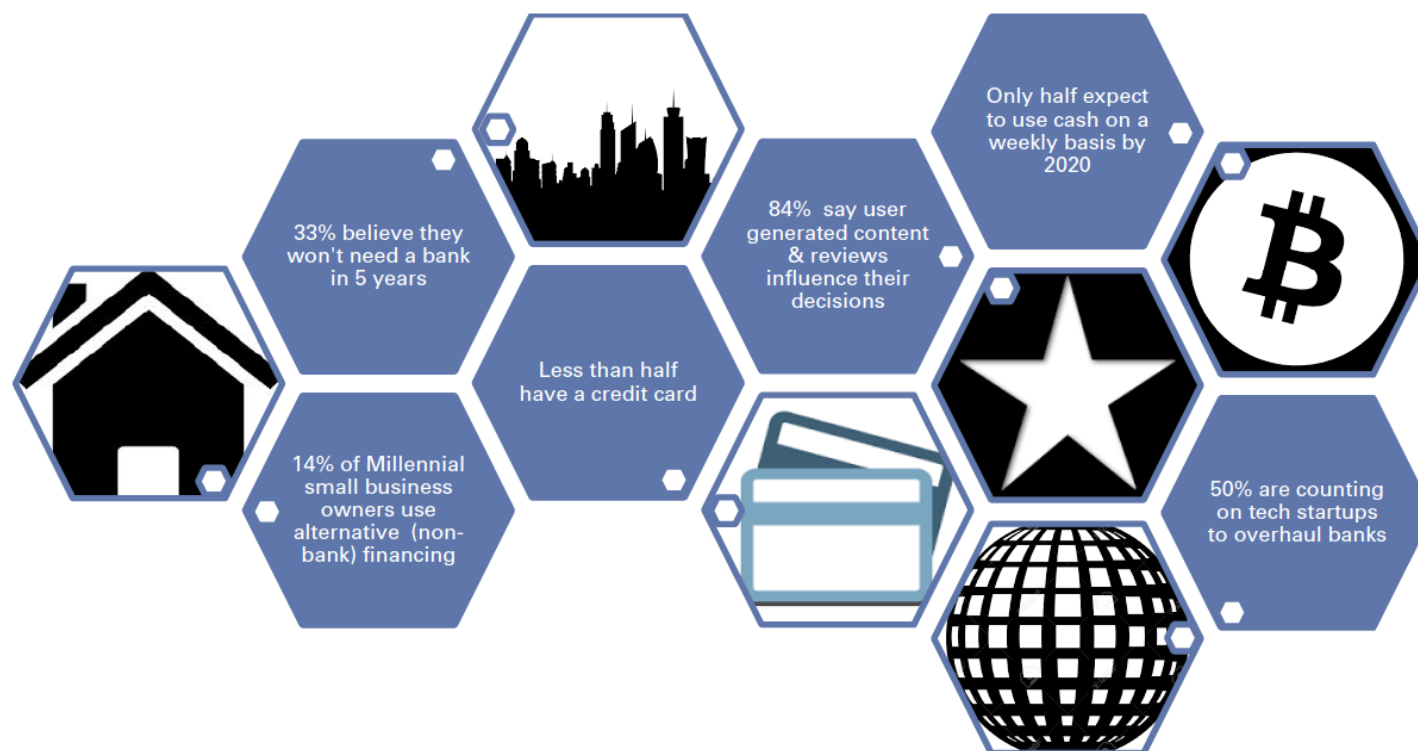 33% believe they
won't need a bank
in 5 years
14% of Millennial
small business
owners use
alternative (non-
bank) financing
Less than half
have a credit card
84% say user
generated content
& reviews
influence their
decisions
Only half expect
to use cash on a
weekly basis by
2020
50% are counting
on tech startups
to overhaul banks